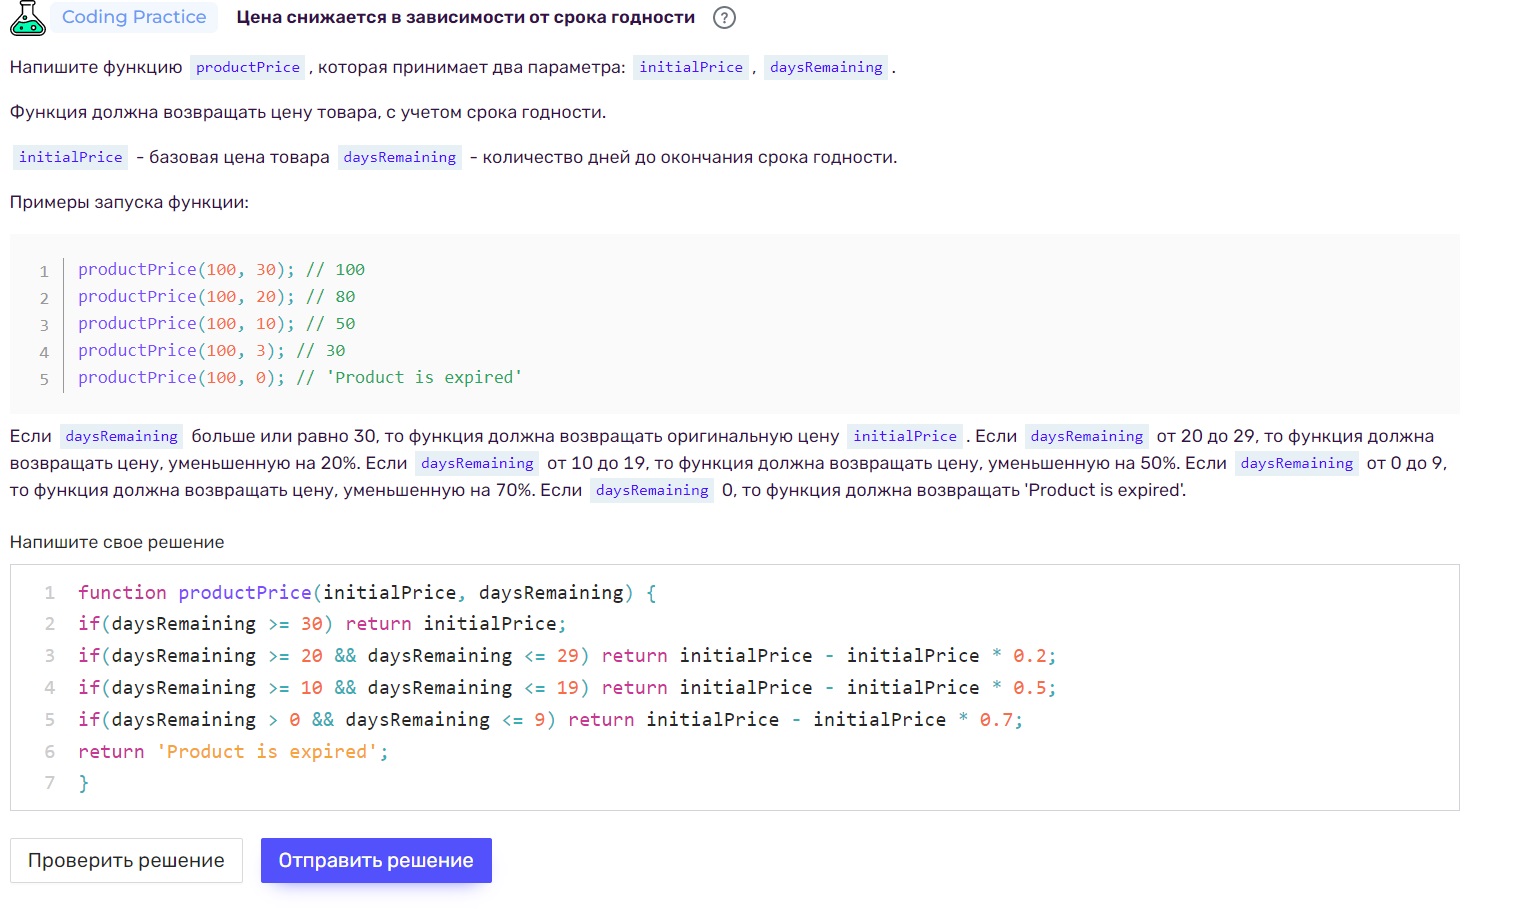 Coding Practice Цена снижается в зависимости от срока годности ?
Напишите функцию productPrice , которая принимает два параметра: initialPrice , daysRemaining .
Функция должна возвращать цену товара, с учетом срока годности.
initialPrice - базовая цена товара daysRemaining - количество дней до окончания срока годности.
Примеры запуска функции:
1 productPrice(100, 30); // 100
2 productPrice(100, 20); // 80
3 productPrice(100, 10); // 50
4 productPrice(100, 3); // 30
5 productPrice(100, 0); // 'Product is expired'
Если daysRemaining больше или равно 30, то функция должна возвращать оригинальную цену initialPrice . Если daysRemaining от 20 до 29, то функция должна
возвращать цену, уменьшенную на 20%. Если daysRemaining от 10 до 19, то функция должна возвращать цену, уменьшенную на 50%. Если daysRemaining от 0 до 9,
то функция должна возвращать цену, уменьшенную на 70%. Если daysRemaining 0, то функция должна возвращать 'Product is expired'.
Напишите свое решение
1 function productPrice(initialPrice, daysRemaining) {
2 if(daysRemaining >= 30) return initialPrice;
3 if(daysRemaining >= 20 && daysRemaining <= 29) return initialPrice - initialPrice * 0.2;
4 if(daysRemaining >= 10 && daysRemaining <= 19) return initialPrice - initialPrice * 0.5;
5 if(daysRemaining > 0 && daysRemaining <= 9) return initialPrice - initialPrice * 0.7;
6 return 'Product is expired';
7 }
Проверить решение Отправить решение